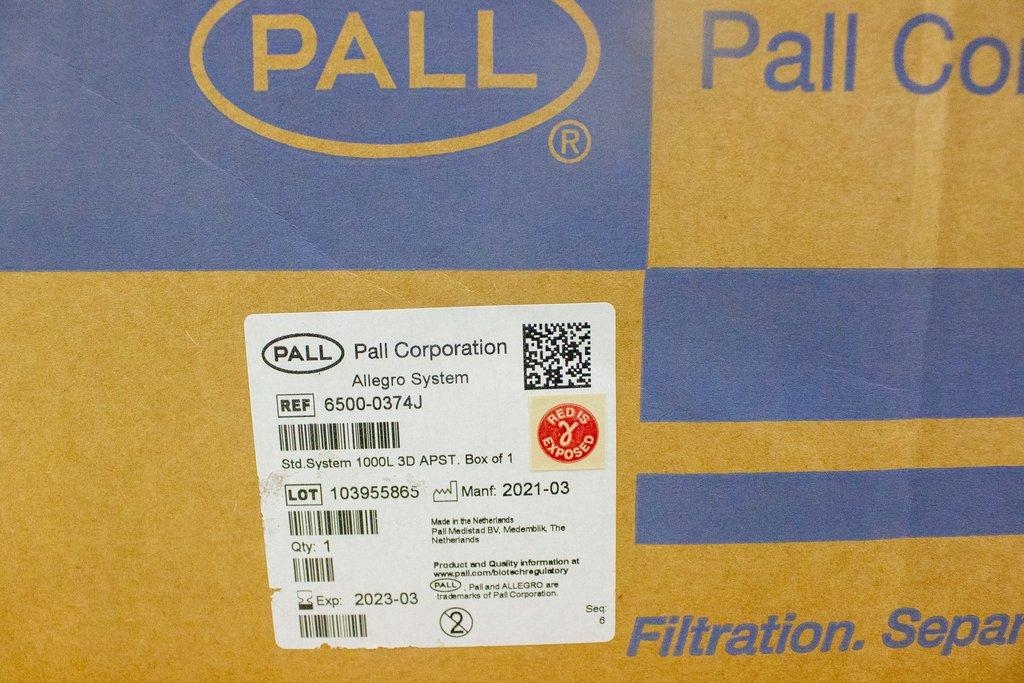 PALL
®
Pall Co
PALL Pall Corporation
Allegro System
REF 6500-0374J
RED IS
γ
EXPOSED
Std.System 1000L 3D APST. Box of 1
LOT 103955865 Manf: 2021-03
Made in the Netherlands
Pall Medistad BV, Medemblik, The
Netherlands
Qty: 1
Product and Quality information at
www.pall.com/biotechregulatory
PALL , Pall and ALLEGRO are
trademarks of Pall Corporation.
Exp: 2023-03
2
Seq:
6
Filtration. Separ